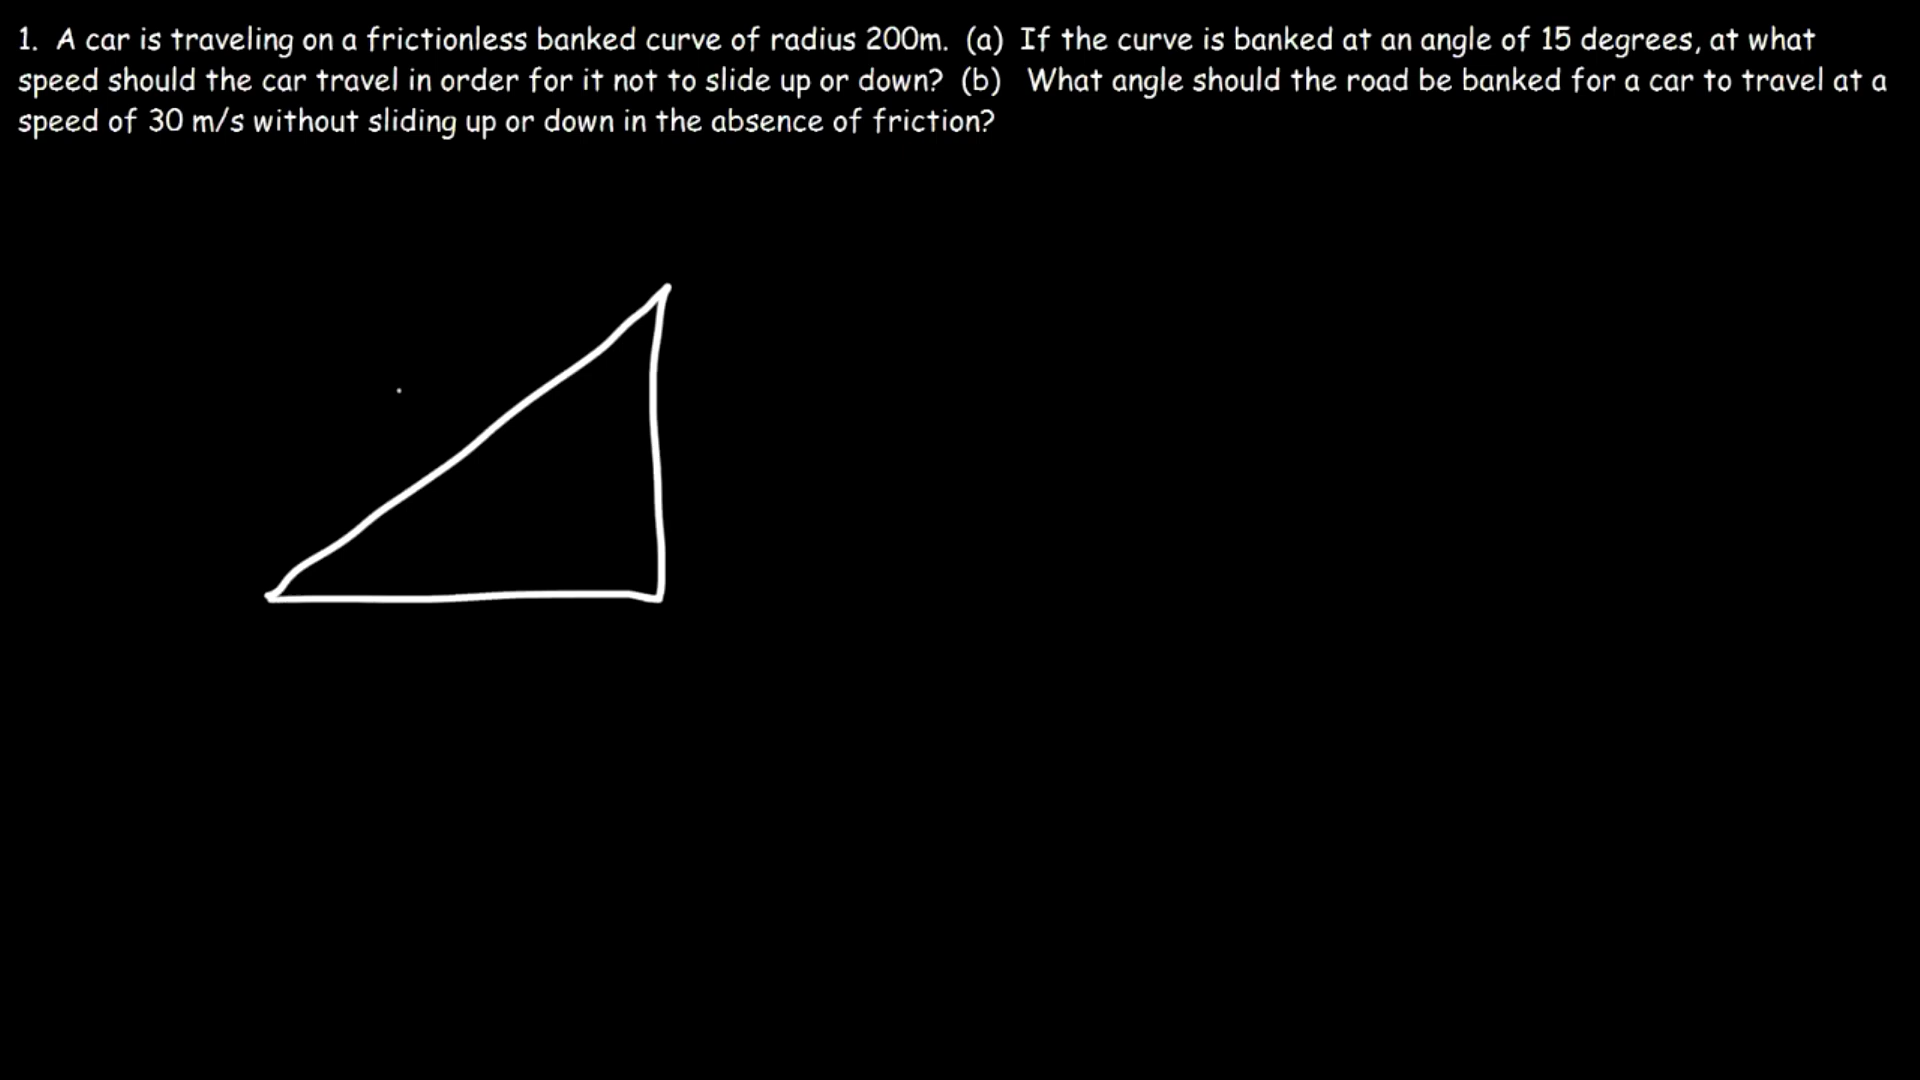 1. A car is traveling on a frictionless banked curve of radius 200m. (a) If the curve is banked at an angle of 15 degrees, at what
speed should the car travel in order for it not to slide up or down? (b) What angle should the road be banked for a car to travel at a
speed of 30 m/s without sliding up or down in the absence of friction?